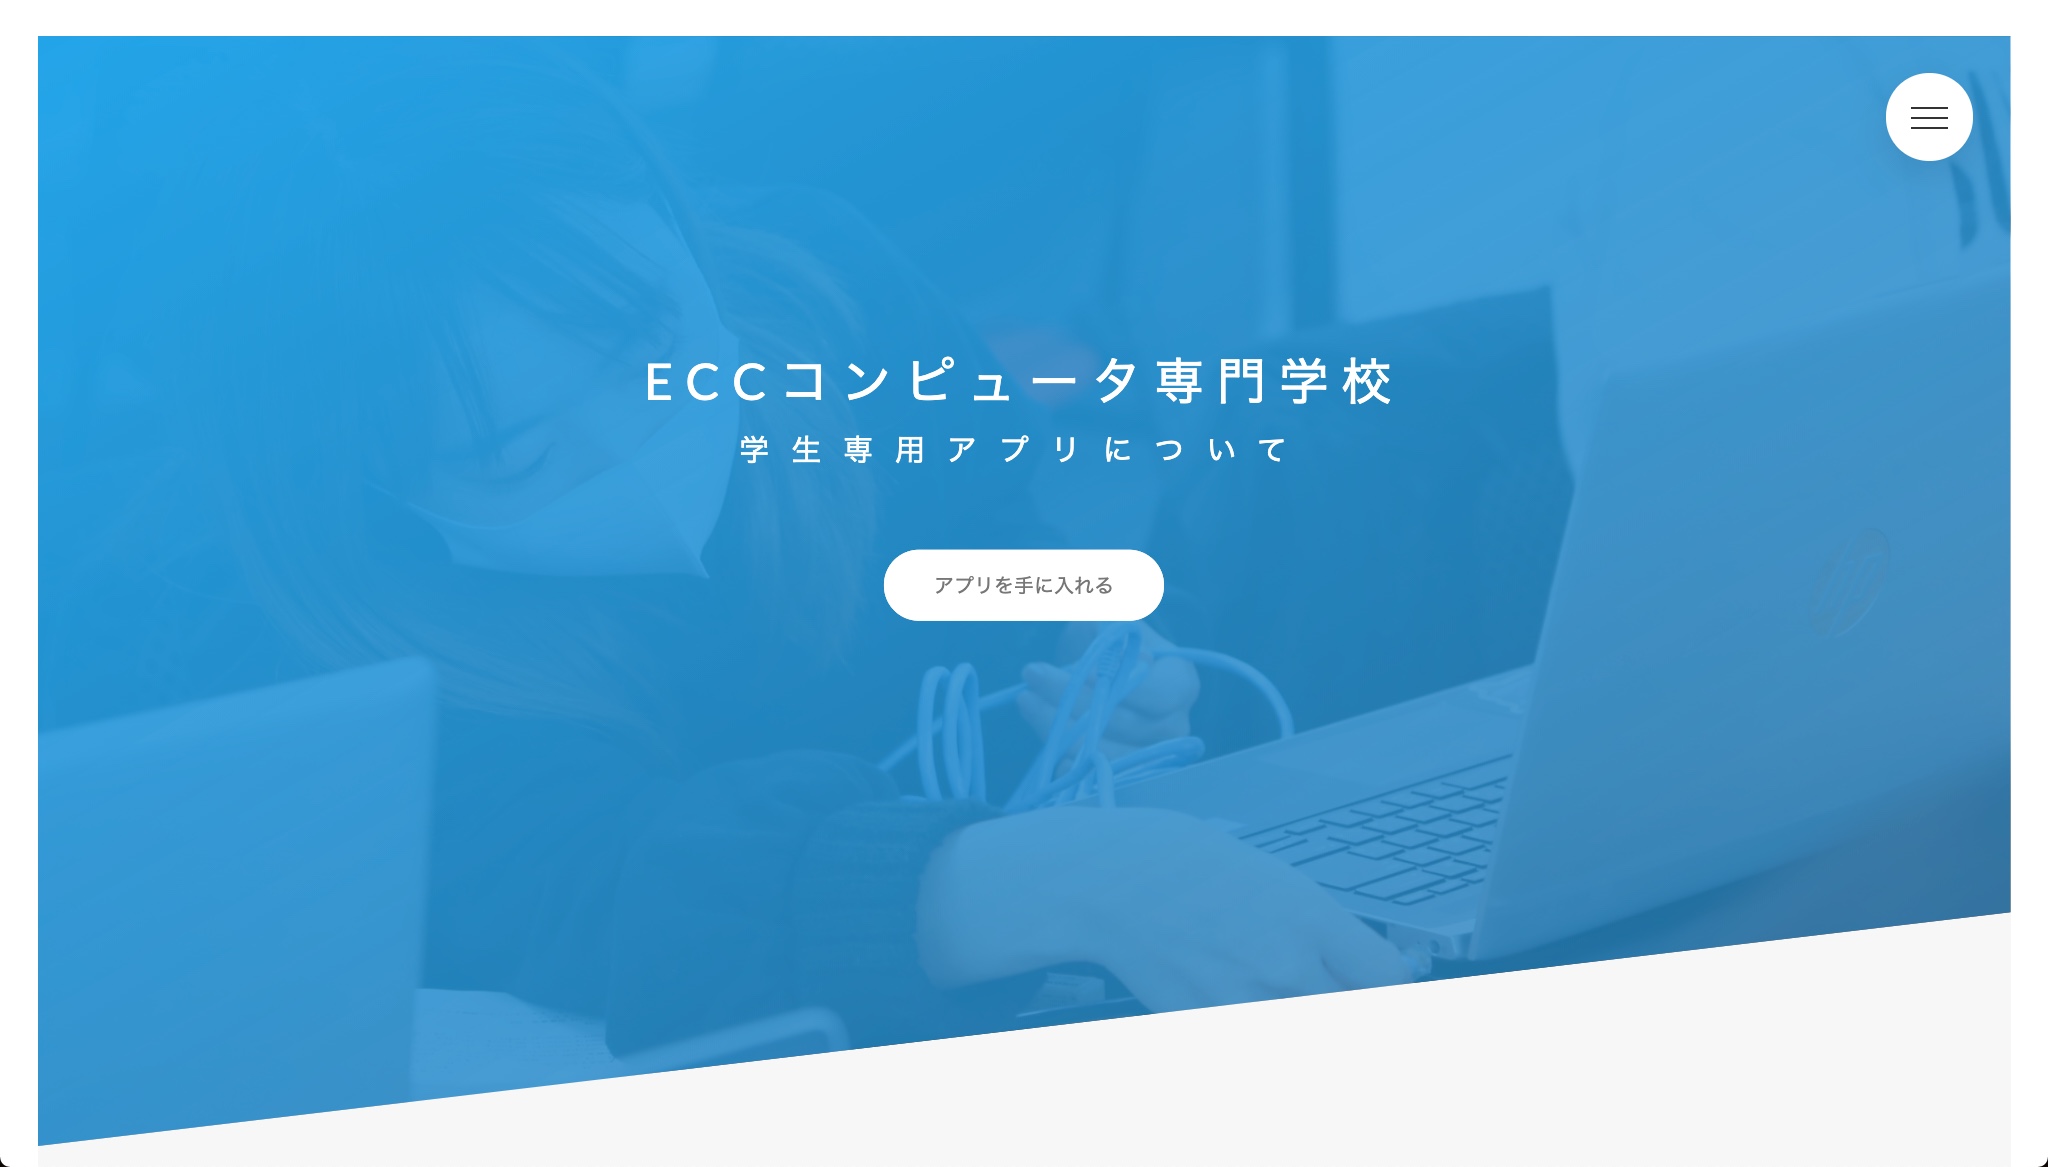 ECCコンピュータ専門学校
学生専用アプリについて
アプリを手に入れる